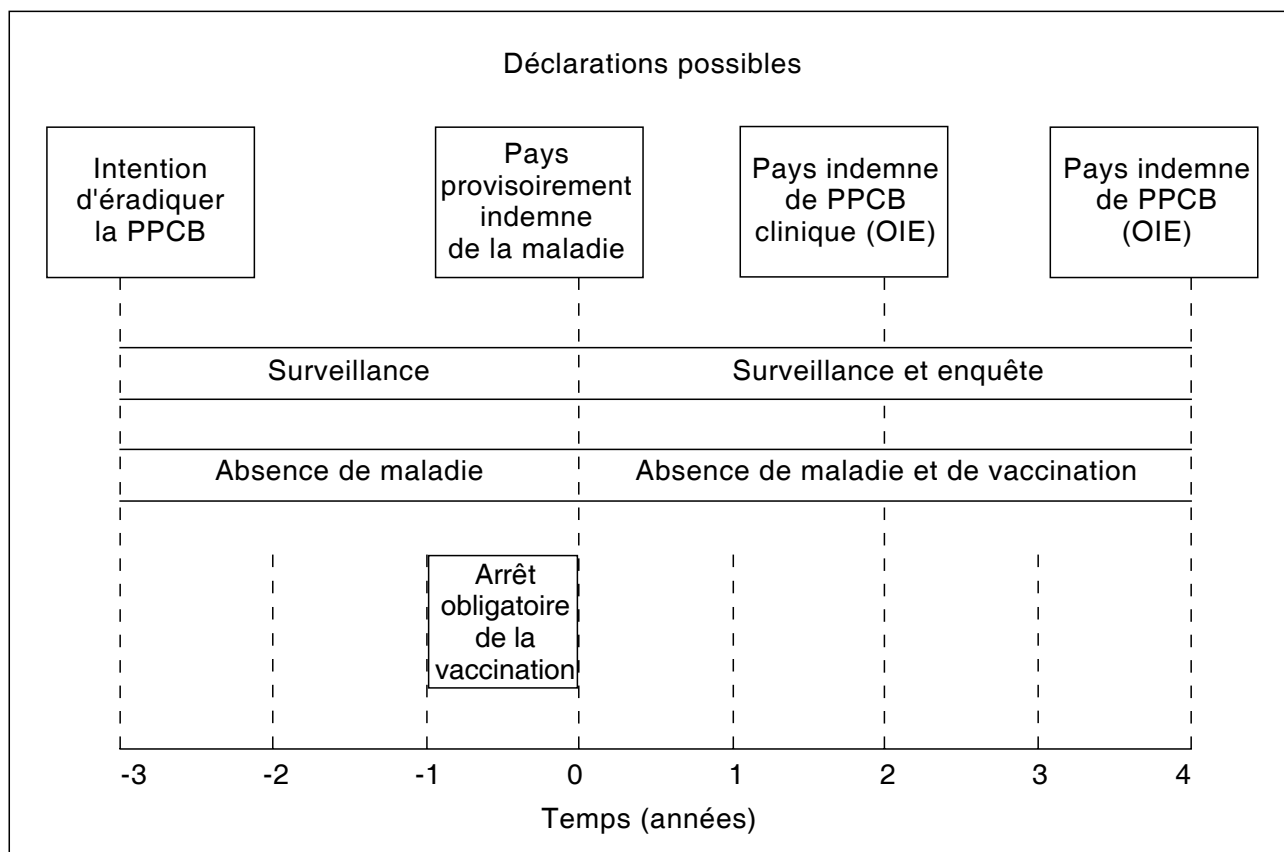 Déclarations possibles
Intention
d'éradiquer
la PPCB
Pays
provisoirement
indemne
de la maladie
Pays indemne
de PPCB
clinique (OIE)
Pays indemne
de PPCB
(OIE)
Surveillance
Surveillance et enquête
Absence de maladie
Absence de maladie et de vaccination
Arrêt
obligatoire
de la
vaccination
-3 -2 -1 0 1 2 3 4
Temps (années)